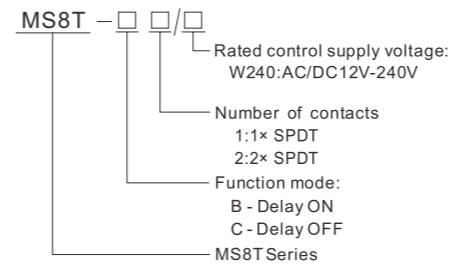 MS8T – □ □ / □
Rated control supply voltage:
W240:AC/DC12V-240V
Number of contacts
1:1× SPDT
2:2× SPDT
Function mode:
B - Delay ON
C - Delay OFF
MS8T Series